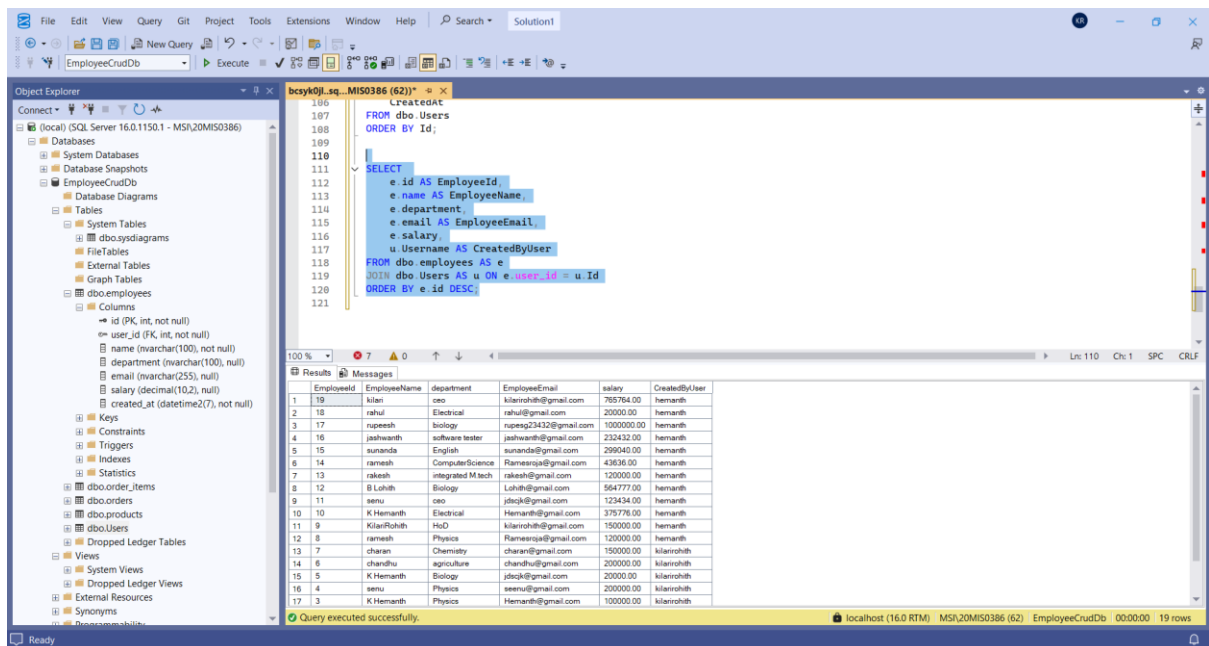 File Edit View Query Git Project Tools Extensions Window Help Search Solution1 KR
New Query
EmployeeCrudDb Execute
Object Explorer
Connect
(local) (SQL Server 16.0.1150.1 - MSI\20MIS0386)
Databases
System Databases
Database Snapshots
EmployeeCrudDb
Database Diagrams
Tables
System Tables
dbo.sysdiagrams
FileTables
External Tables
Graph Tables
dbo.employees
Columns
id (PK, int, not null)
user_id (FK, int, not null)
name (nvarchar(100), not null)
department (nvarchar(100), null)
email (nvarchar(255), null)
salary (decimal(10,2), null)
created_at (datetime2(7), not null)
Keys
Constraints
Triggers
Indexes
Statistics
dbo.order_items
dbo.orders
dbo.products
dbo.Users
Dropped Ledger Tables
Views
System Views
Dropped Ledger Views
External Resources
Synonyms
Programmability
bcsyk0jl..sq...MIS0386 (62))*
106 CreatedAt
107 FROM dbo.Users
108 ORDER BY Id;
109
110
111 SELECT
112 e.id AS EmployeeId,
113 e.name AS EmployeeName,
114 e.department,
115 e.email AS EmployeeEmail,
116 e.salary,
117 u.Username AS CreatedByUser
118 FROM dbo.employees AS e
119 JOIN dbo.Users AS u ON e.user_id = u.Id
120 ORDER BY e.id DESC;
121
100 % 7 0 Ln: 110 Ch: 1 SPC CRLF
Results Messages
EmployeeId EmployeeName department EmployeeEmail salary CreatedByUser
1 19 kilari ceo kilarirohith@gmail.com 765764.00 hemanth
2 18 rahul Electrical rahul@gmail.com 20000.00 hemanth
3 17 rupeesh biology rupesg23432@gmail.com 1000000.00 hemanth
4 16 jashwanth software tester jashwanth@gmail.com 232432.00 hemanth
5 15 sunanda English sunanda@gmail.com 299040.00 hemanth
6 14 ramesh ComputerScience Ramesroja@gmail.com 43636.00 hemanth
7 13 rakesh integrated M.tech rakesh@gmail.com 120000.00 hemanth
8 12 B Lohith Biology Lohith@gmail.com 564777.00 hemanth
9 11 senu ceo jdscjk@gmail.com 123434.00 hemanth
10 10 K Hemanth Electrical Hemanth@gmail.com 375776.00 hemanth
11 9 KilariRohith HoD kilarirohith@gmail.com 150000.00 hemanth
12 8 ramesh Physics Ramesroja@gmail.com 120000.00 hemanth
13 7 charan Chemistry charan@gmail.com 150000.00 kilarirohith
14 6 chandhu agriculture chandhu@gmail.com 200000.00 kilarirohith
15 5 K Hemanth Biology jdsjk@gmail.com 20000.00 kilarirohith
16 4 senu Physics seenu@gmail.com 200000.00 kilarirohith
17 3 K Hemanth Physics Hemanth@gmail.com 100000.00 kilarirohith
Query executed successfully. localhost (16.0 RTM) MSI\20MIS0386 (62) EmployeeCrudDb 00:00:00 19 rows
Ready